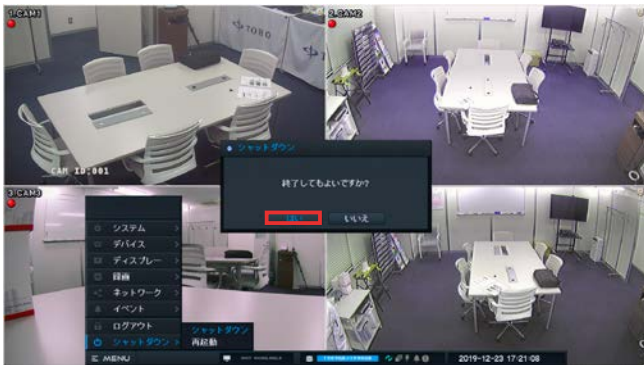 1.CAM1
2.CAM2
TOHO
CAM ID:001
シャットダウン
終了してもよいですか?
はい
いいえ
3.CAM3
システム
デバイス
ディスプレー
録画
ネットワーク
イベント
ログアウト
シャットダウン
シャットダウン
再起動
MENU
2019-12-23 17:21:08